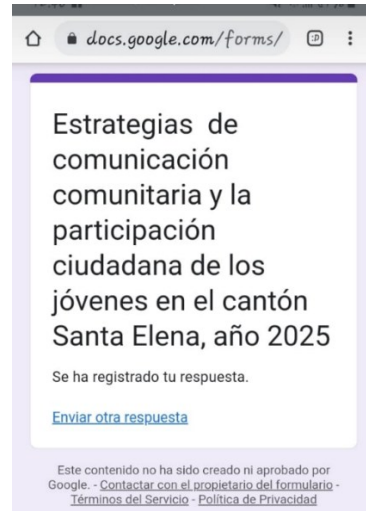 docs.google.com/forms/
:D
Estrategias de
comunicación
comunitaria y la
participación
ciudadana de los
jóvenes en el cantón
Santa Elena, año 2025
Se ha registrado tu respuesta.
Enviar otra respuesta
Este contenido no ha sido creado ni aprobado por
Google. - Contactar con el propietario del formulario -
Términos del Servicio - Política de Privacidad